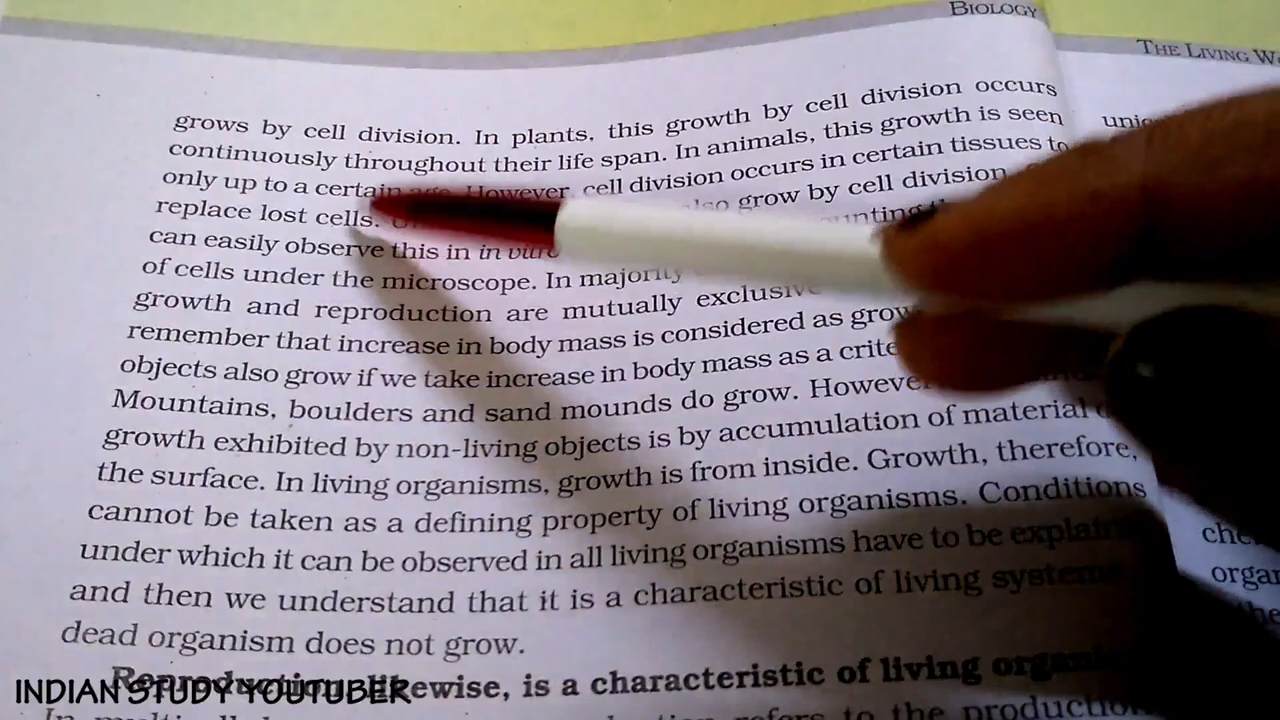 BIOLOGY
THE LIVING
grows by cell division. In plants, this growth by cell division occurs
continuously throughout their life span. In animals, this growth is seen
only up to a certain age. However, cell division occurs in certain tissues to
replace lost cells. also grow by cell division.
can easily observe this in in vitro
of cells under the microscope. In majority
growth and reproduction are mutually exclusive
remember that increase in body mass is considered as
objects also grow if we take increase in body mass as a
Mountains, boulders and sand mounds do grow. However,
growth exhibited by non-living objects is by accumulation of material
the surface. In living organisms, growth is from inside. Growth, therefore,
cannot be taken as a defining property of living organisms. Conditions
under which it can be observed in all living organisms have to be
and then we understand that it is a characteristic of living systems
dead organism does not grow.
Reproduction, likewise, is a characteristic of living
refers to the production
INDIAN STUDY YOUTUBER